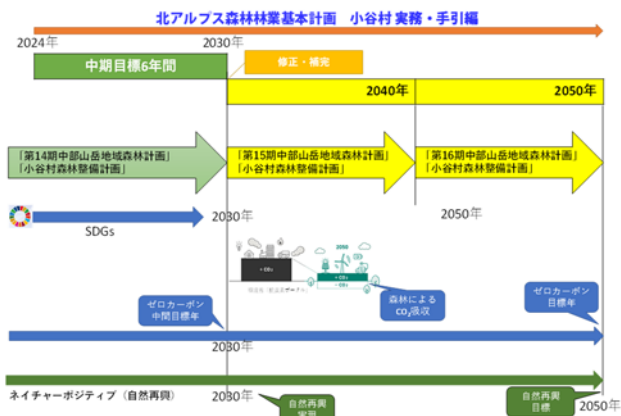 北アルプス森林林業基本計画　小谷村 実務・手引編
2024年
2030年
中期目標6年間
修正・補完
2040年
2050年
「第14期中部山岳地域森林計画」
「小谷村森林整備計画」
「第15期中部山岳地域森林計画」
「小谷村森林整備計画」
「第16期中部山岳地域森林計画」
「小谷村森林整備計画」
SDGs
2030年
2050年
2050
森林による
CO₂吸収
ゼロカーボン
中間目標年
ゼロカーボン
目標年
2030年
ネイチャーポジティブ（自然再興）
2030年
自然再興
実現
自然再興
目標
2050年